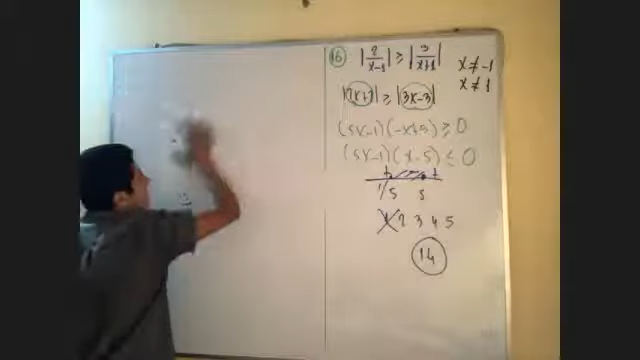 16 |2/(x-1)| ≥ |3/(x+1)| x ≠ -1
x ≠ 1
|2x+2| ≥ |3x-3|
(5x-1)(-x+5) ≥ 0
(5x-1)(x-5) ≤ 0
+ - +
1/5 5
1 2 3 4 5
14